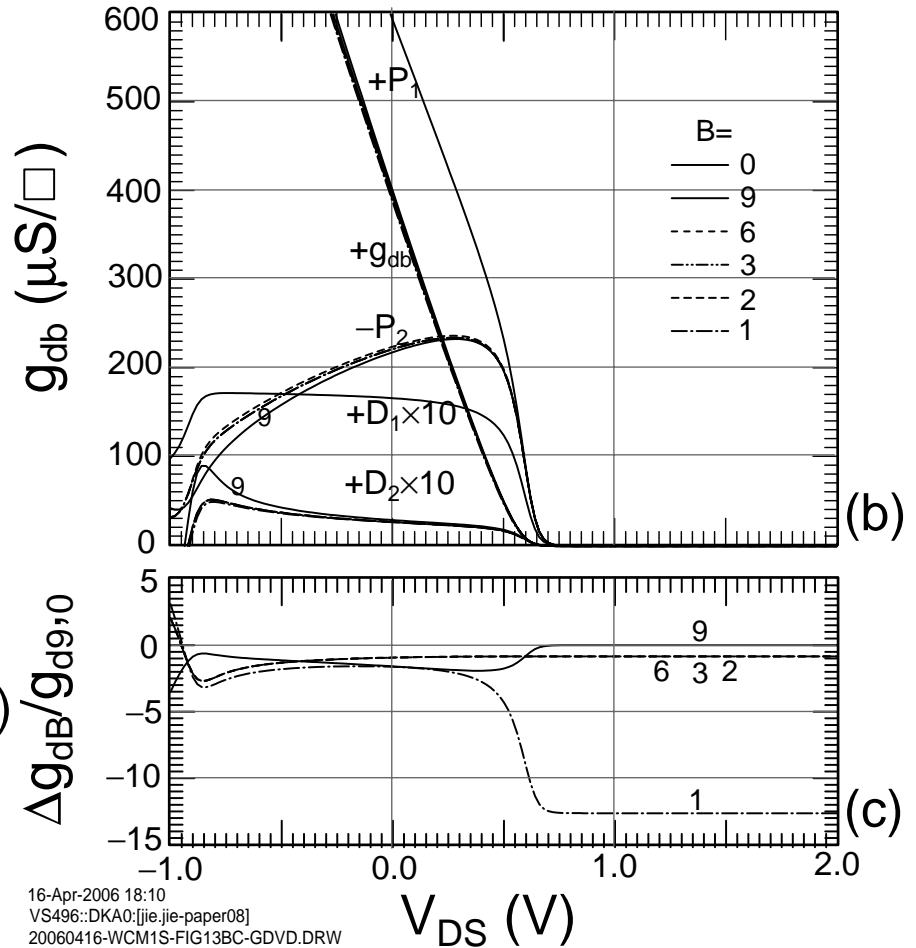 600
500
400
300
200
100
0
g_db (μS/□)
+P_1
B=
0
9
6
3
2
1
+g_db
−P_2
9
+D_1×10
9
+D_2×10
(b)
5
0
−5
−10
−15
Δg_dB/g_d9,0
)
9
6 3 2
1
(c)
−1.0 0.0 1.0 2.0
V_DS (V)
16-Apr-2006 18:10
VS496::DKA0:[jie.jie-paper08]
20060416-WCM1S-FIG13BC-GDVD.DRW